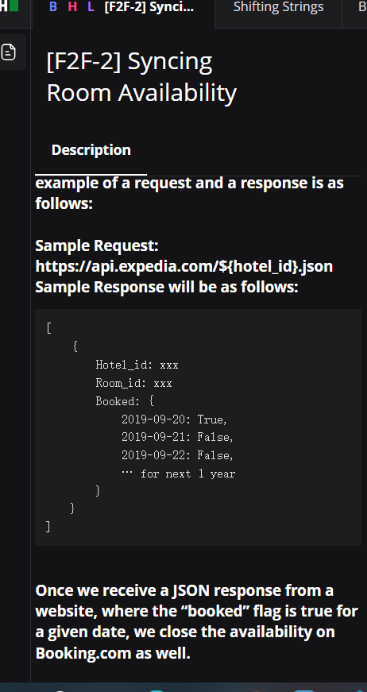 H
B H L [F2F-2] Synci... Shifting Strings B
[F2F-2] Syncing
Room Availability
Description
example of a request and a response is as
follows:
Sample Request:
https://api.expedia.com/${hotel_id}.json
Sample Response will be as follows:
[
{
Hotel_id: xxx
Room_id: xxx
Booked: {
2019-09-20: True,
2019-09-21: False,
2019-09-22: False,
… for next 1 year
}
}
]
Once we receive a JSON response from a
website, where the “booked” flag is true for
a given date, we close the availability on
Booking.com as well.